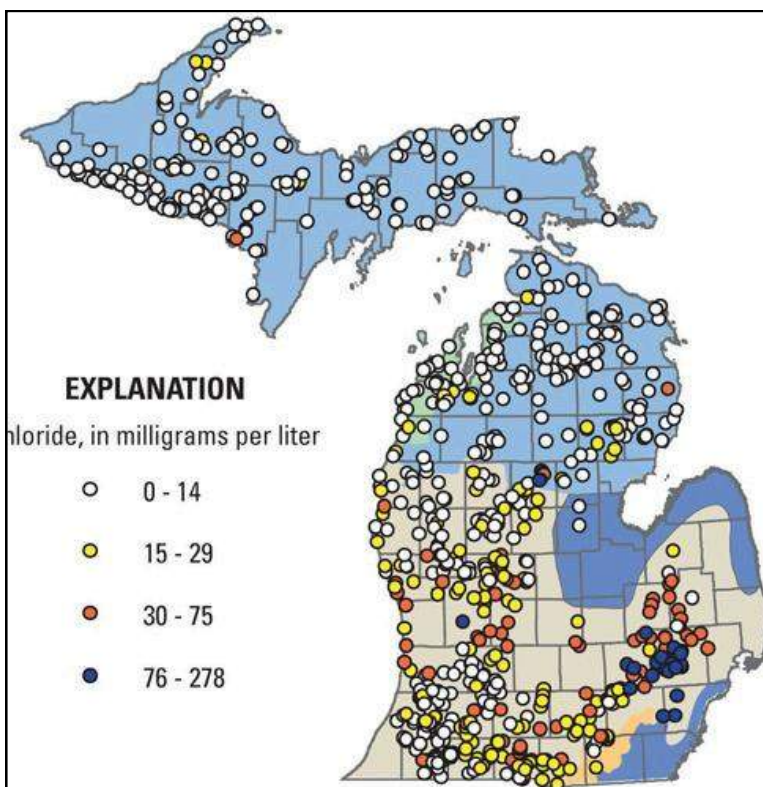 EXPLANATION
hloride, in milligrams per liter
0 - 14
15 - 29
30 - 75
76 - 278